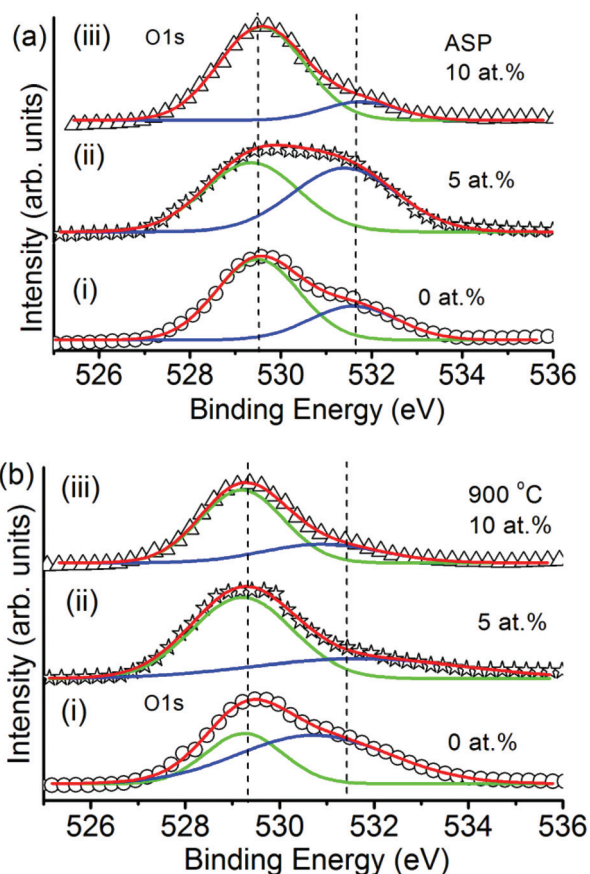 (a)
(iii)
O1s
ASP
10 at.%
(ii)
5 at.%
(i)
0 at.%
Intensity (arb. units)
526 528 530 532 534 536
Binding Energy (eV)
(b)
(iii)
900 °C
10 at.%
(ii)
5 at.%
(i)
O1s
0 at.%
Intensity (arb. units)
526 528 530 532 534 536
Binding Energy (eV)